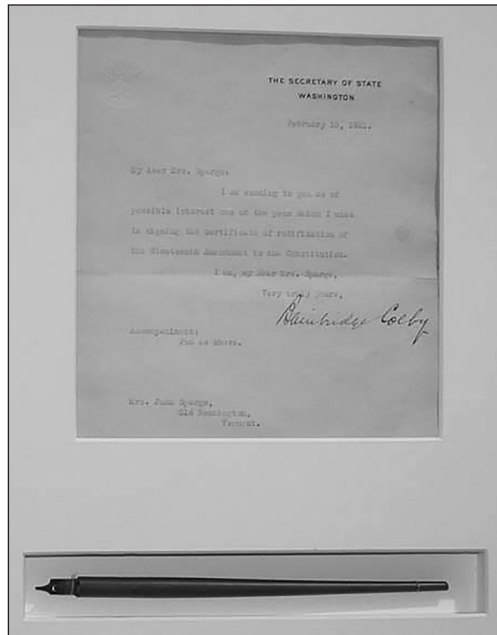 THE SECRETARY OF STATE
WASHINGTON
February 10, 1921.
My dear Mrs. Spargo:
I am sending to you as of
possible interest one of the pens which I used
in signing the certificate of ratification of
the Nineteenth Amendment to the Constitution.
I am, my dear Mrs. Spargo,
Very truly yours,
Bainbridge Colby
Accompaniment:
Pen as above.
Mrs. John Spargo,
Old Bennington,
Vermont.